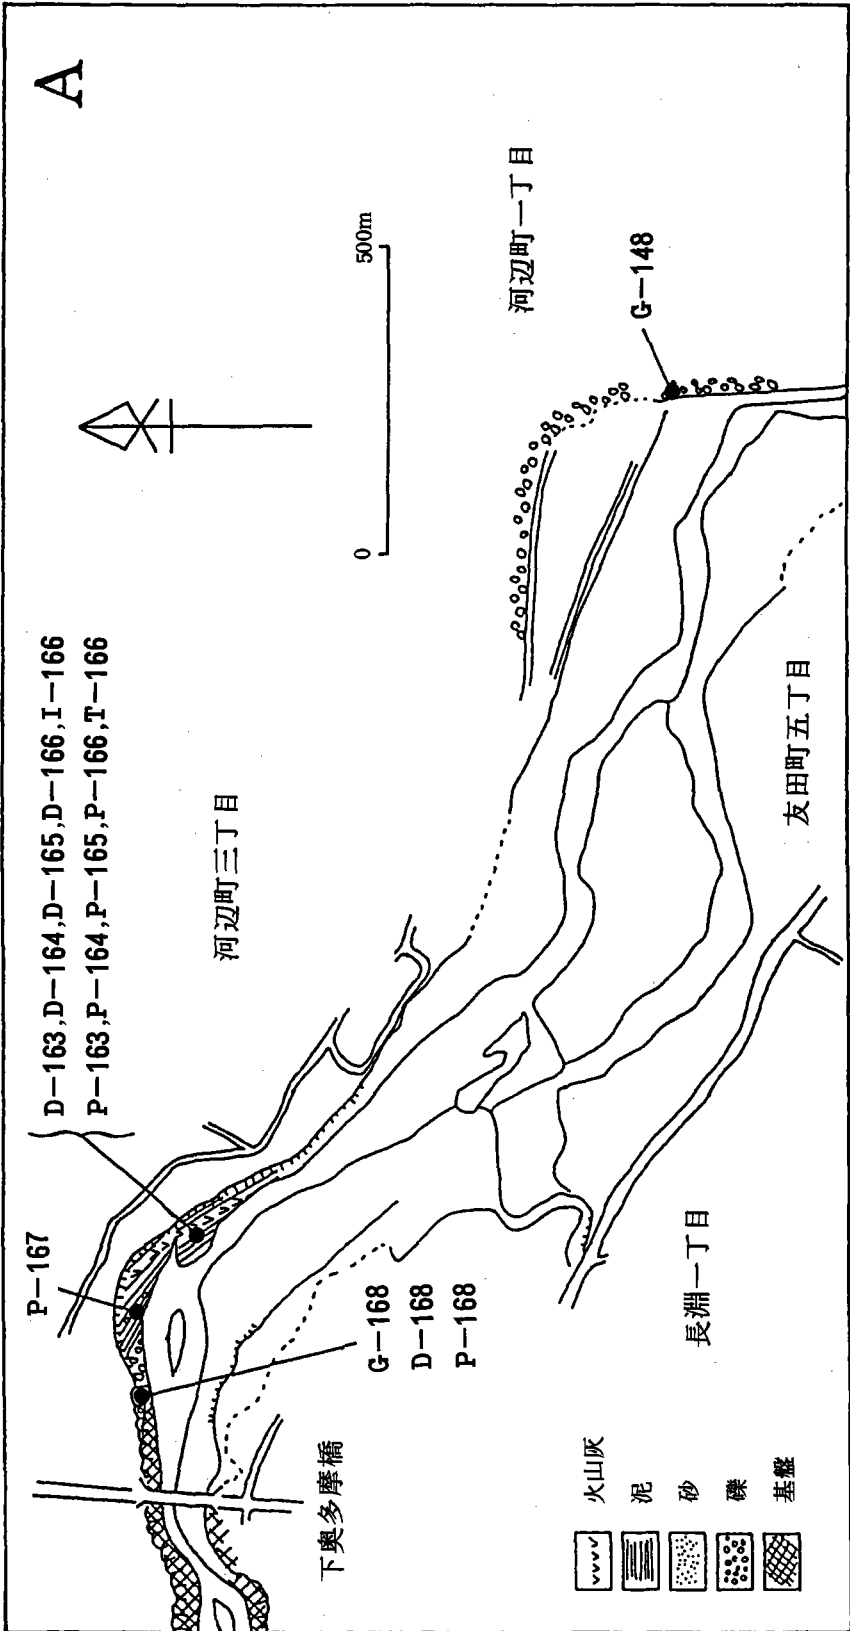 A
D-163,D-164,D-165,D-166,I-166
P-163,P-164,P-165,P-166,T-166
P-167
河辺町三丁目
0
500m
河辺町一丁目
G-148
G-168
D-168
P-168
下奥多摩橋
長淵一丁目
友田町五丁目
火山灰
泥
砂
礫
基盤